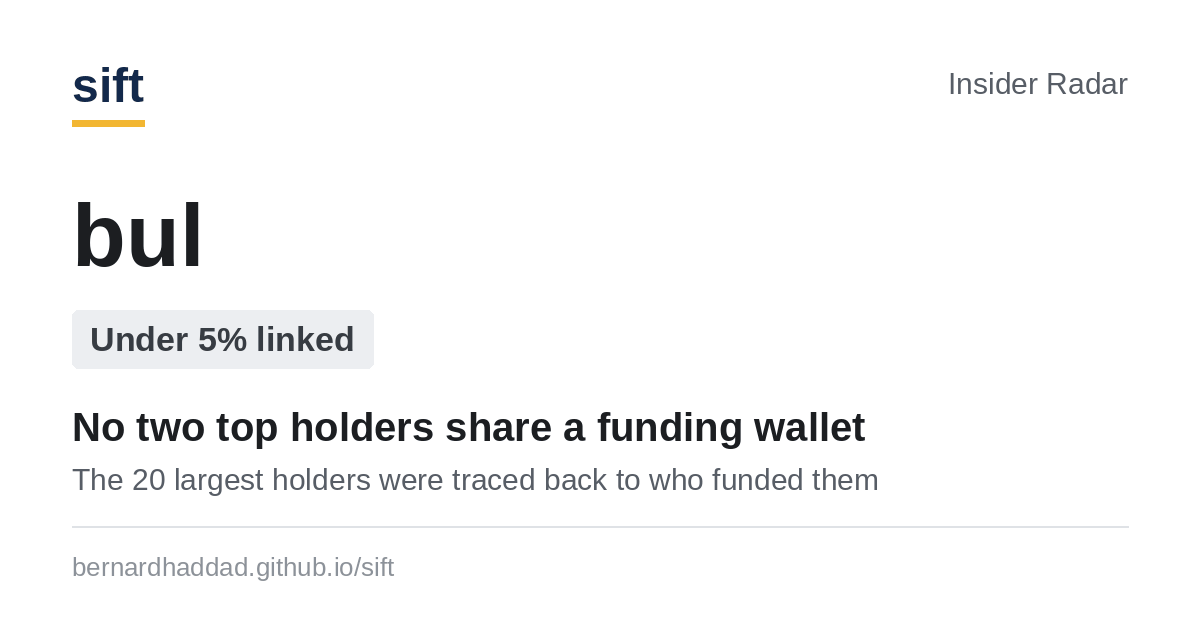 sift
Insider Radar
bul
Under 5% linked
No two top holders share a funding wallet
The 20 largest holders were traced back to who funded them
bernardhaddad.github.io/sift